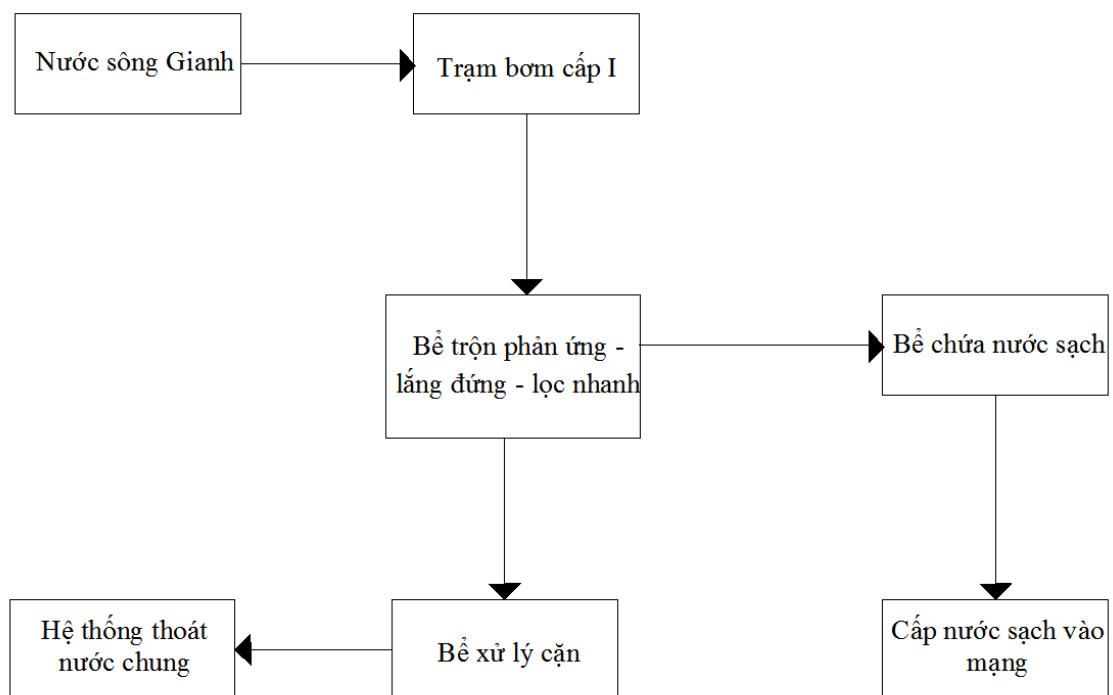 Nước sông Gianh
Trạm bơm cấp I
Bể trộn phản ứng -
lắng đứng - lọc nhanh
Bể chứa nước sạch
Hệ thống thoát
nước chung
Bể xử lý cặn
Cấp nước sạch vào
mạng